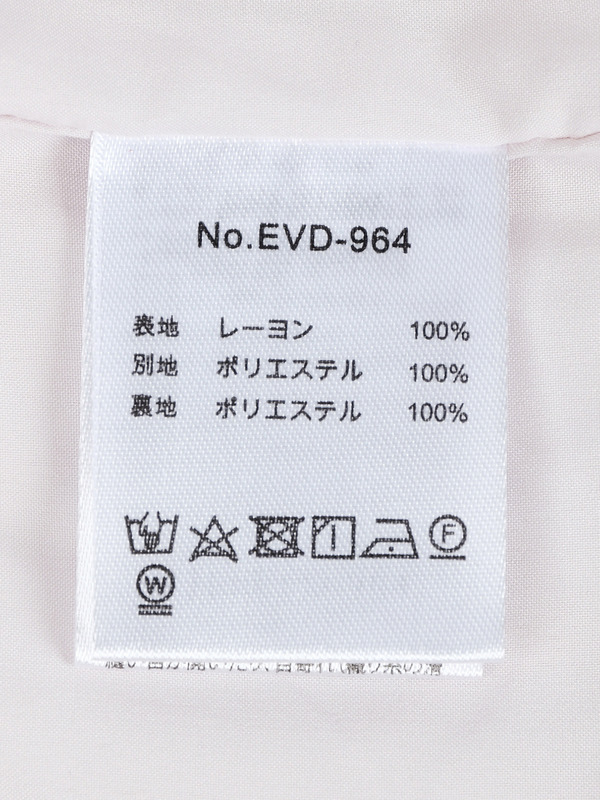 No.EVD-964
表地 レーヨン 100%
別地 ポリエステル 100%
裏地 ポリエステル 100%
F
W